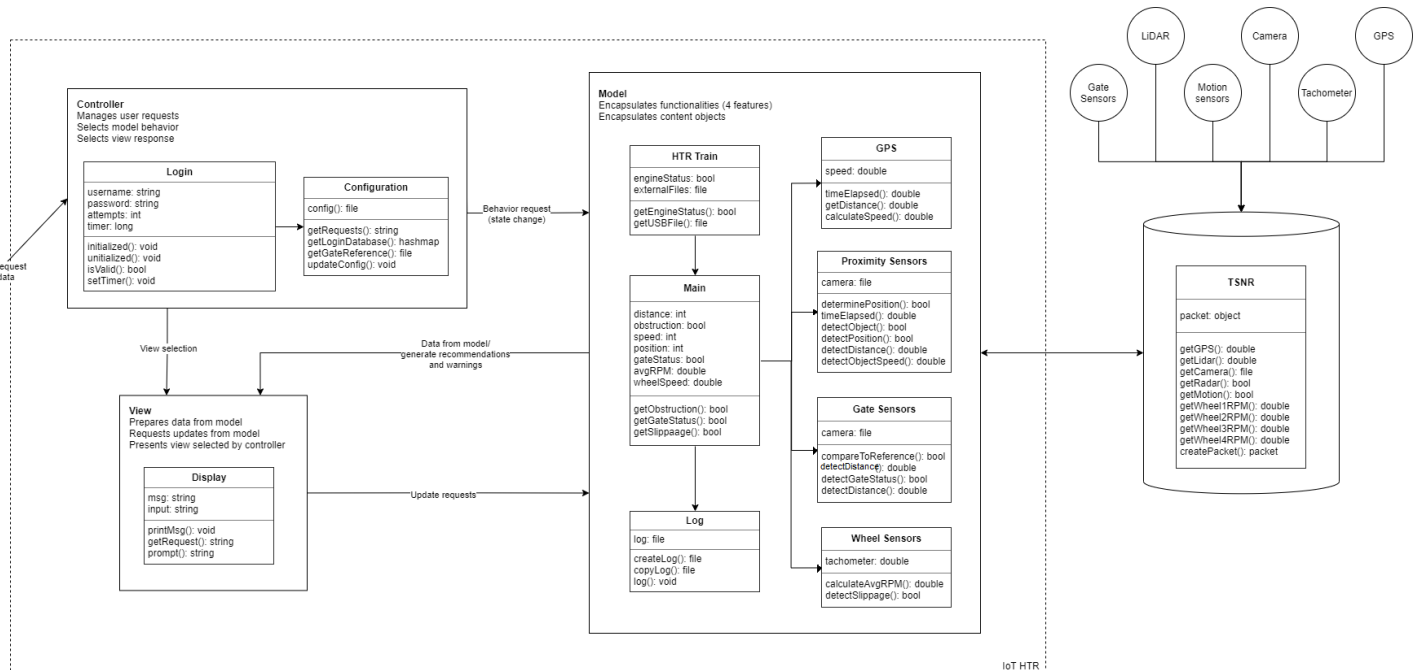 LiDAR
Camera
GPS
Gate
Sensors
Motion
sensors
Tachometer
Controller
Manages user requests
Selects model behavior
Selects view response
Login
username: string
password: string
attempts: int
timer: long
initialized(): void
unitialized(): void
isValid(): bool
setTimer(): void
Configuration
config(): file
getRequests(): string
getLoginDatabase(): hashmap
getGateReference(): file
updateConfig(): void
equest
data
Behavior request
(state change)
View selection
Data from model/
generate recommendations
and warnings
View
Prepares data from model
Requests updates from model
Presents view selected by controller
Display
msg: string
input: string
printMsg(): void
getRequest(): string
prompt(): string
Update requests
Model
Encapsulates functionalities (4 features)
Encapsulates content objects
HTR Train
engineStatus: bool
externalFiles: file
getEngineStatus(): bool
getUSBFile(): file
Main
distance: int
obstruction: bool
speed: int
position: int
gateStatus: bool
avgRPM: double
wheelSpeed: double
getObstruction(): bool
getGateStatus(): bool
getSlippaage(): bool
Log
log: file
createLog(): file
copyLog(): file
log(): void
GPS
speed: double
timeElapsed(): double
getDistance(): double
calculateSpeed(): double
Proximity Sensors
camera: file
determinePosition(): bool
timeElapsed(): double
detectObject(): bool
detectPosition(): bool
detectDistance(): double
detectObjectSpeed(): double
Gate Sensors
camera: file
compareToReference(): bool
detectDistance(): double
detectGateStatus(): bool
detectDistance(): double
Wheel Sensors
tachometer: double
calculateAvgRPM(): double
detectSlippage(): bool
TSNR
packet: object
getGPS(): double
getLidar(): double
getCamera(): file
getRadar(): bool
getMotion(): bool
getWheel1RPM(): double
getWheel2RPM(): double
getWheel3RPM(): double
getWheel4RPM(): double
createPacket(): packet
IoT HTR